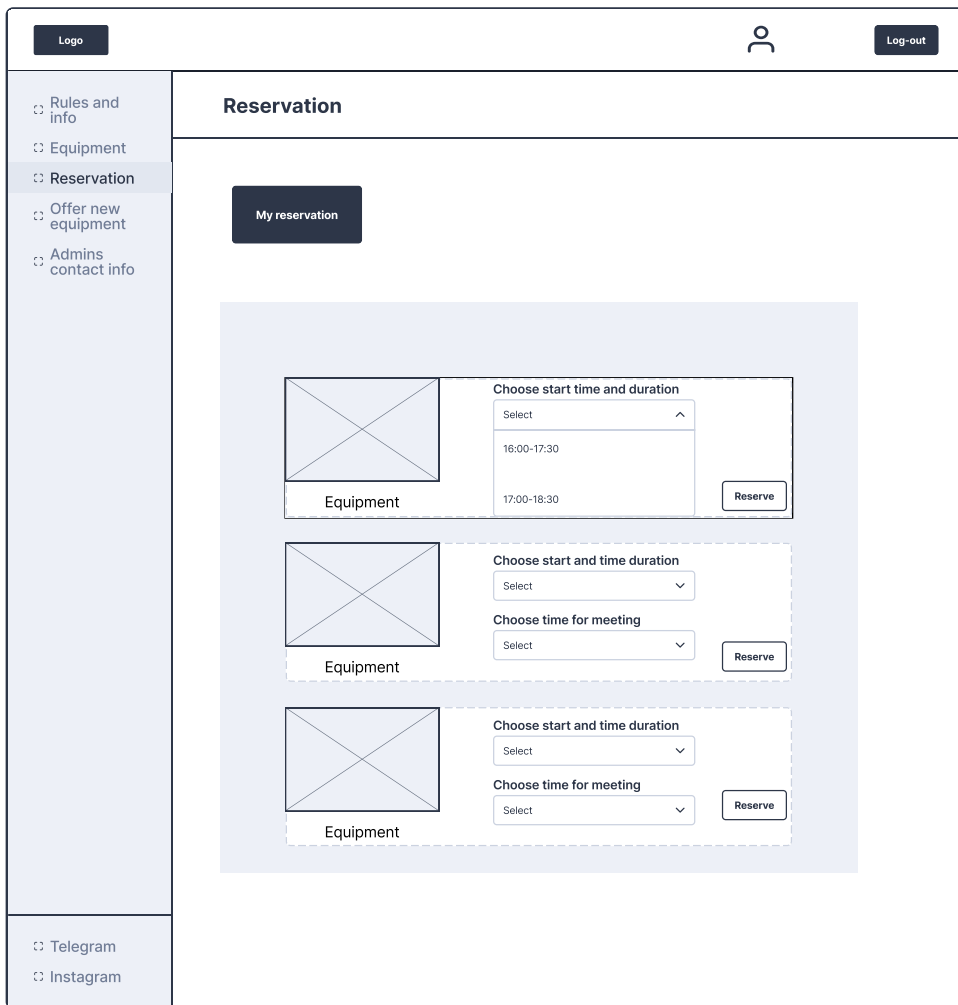 Logo
Log-out
Rules and
info
Equipment
Reservation
Offer new
equipment
Admins
contact info
Telegram
Instagram
Reservation
My reservation
Choose start time and duration
Select
16:00-17:30
17:00-18:30
Equipment
Reserve
Choose start and time duration
Select
Choose time for meeting
Select
Equipment
Reserve
Choose start and time duration
Select
Choose time for meeting
Select
Equipment
Reserve